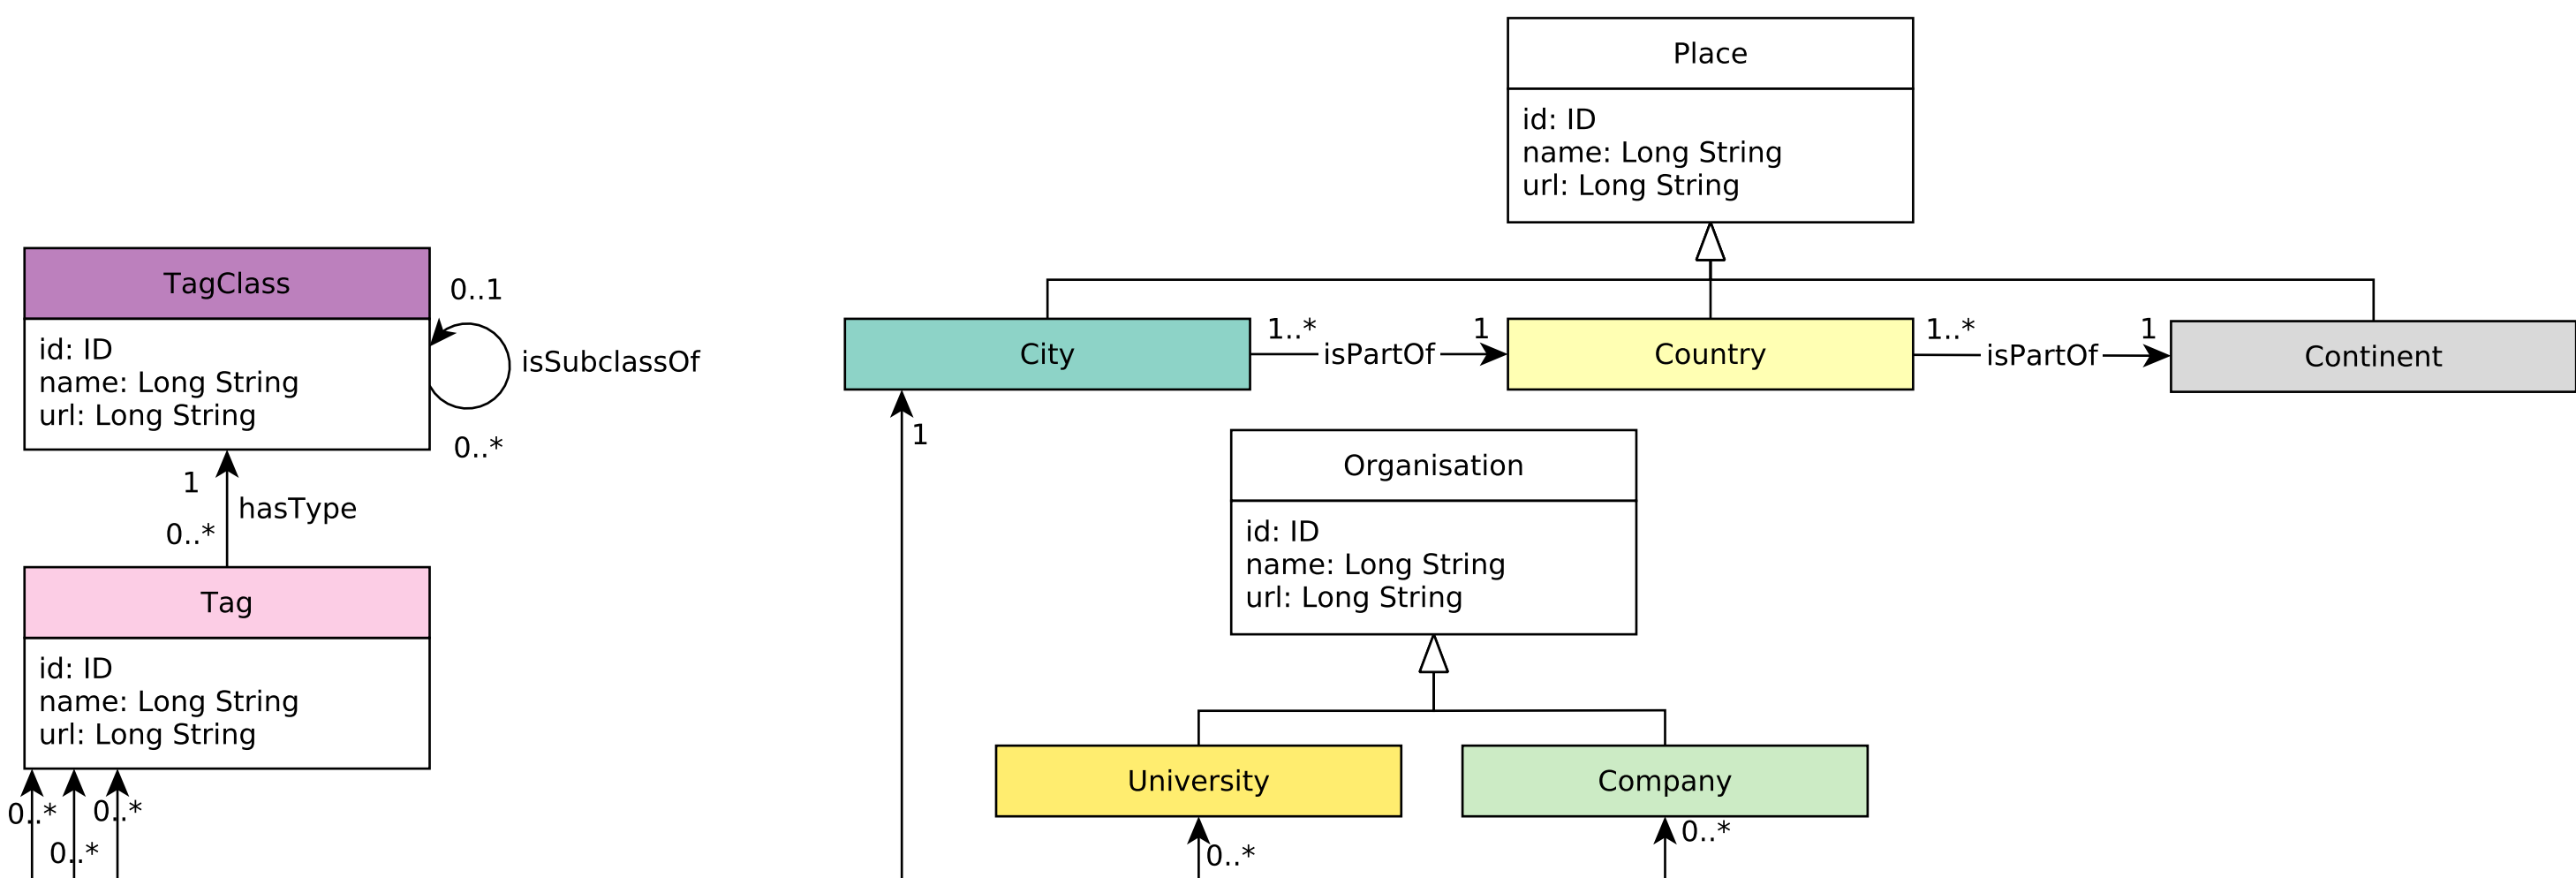 Place
id: ID
name: Long String
url: Long String
TagClass
id: ID
name: Long String
url: Long String
0..1
isSubclassOf
0..*
City
1..*
isPartOf
1
Country
1..*
isPartOf
1
Continent
1
hasType
0..*
1
Organisation
id: ID
name: Long String
url: Long String
Tag
id: ID
name: Long String
url: Long String
University
Company
0..*
0..*
0..*
0..*
0..*